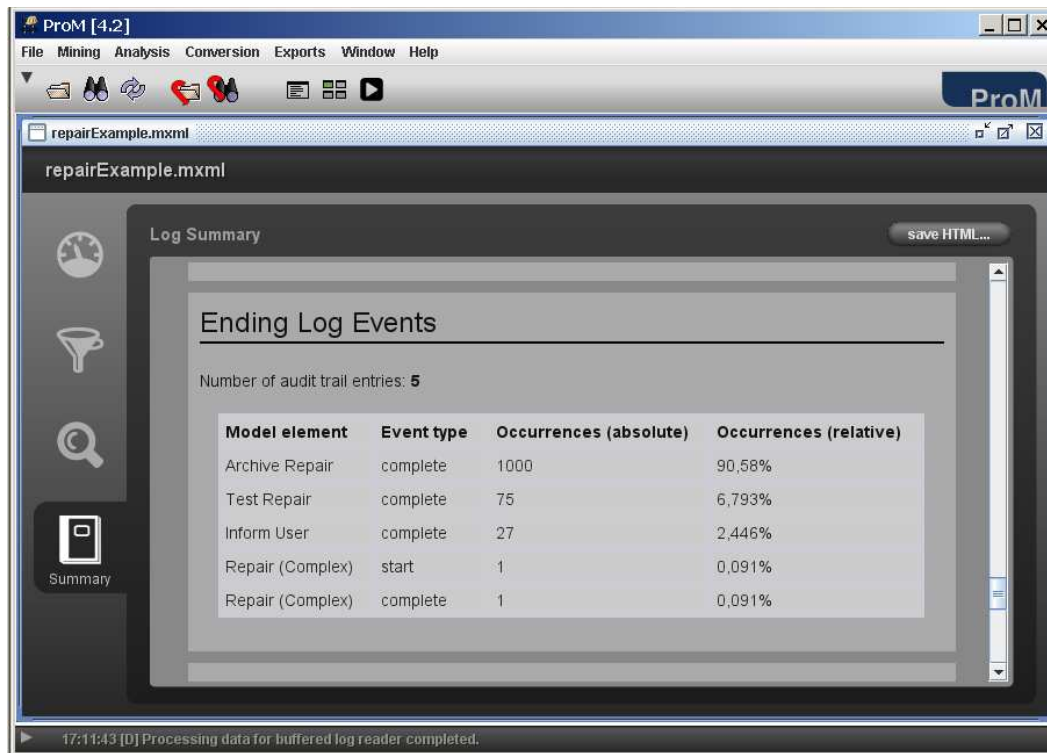 ProM [4.2]
File Mining Analysis Conversion Exports Window Help
ProM
repairExample.mxml
repairExample.mxml
Log Summary
save HTML...
Ending Log Events
Number of audit trail entries: 5
Model element Event type Occurrences (absolute) Occurrences (relative)
Archive Repair complete 1000 90,58%
Test Repair complete 75 6,793%
Inform User complete 27 2,446%
Repair (Complex) start 1 0,091%
Repair (Complex) complete 1 0,091%
Summary
17:11:43 [D] Processing data for buffered log reader completed.